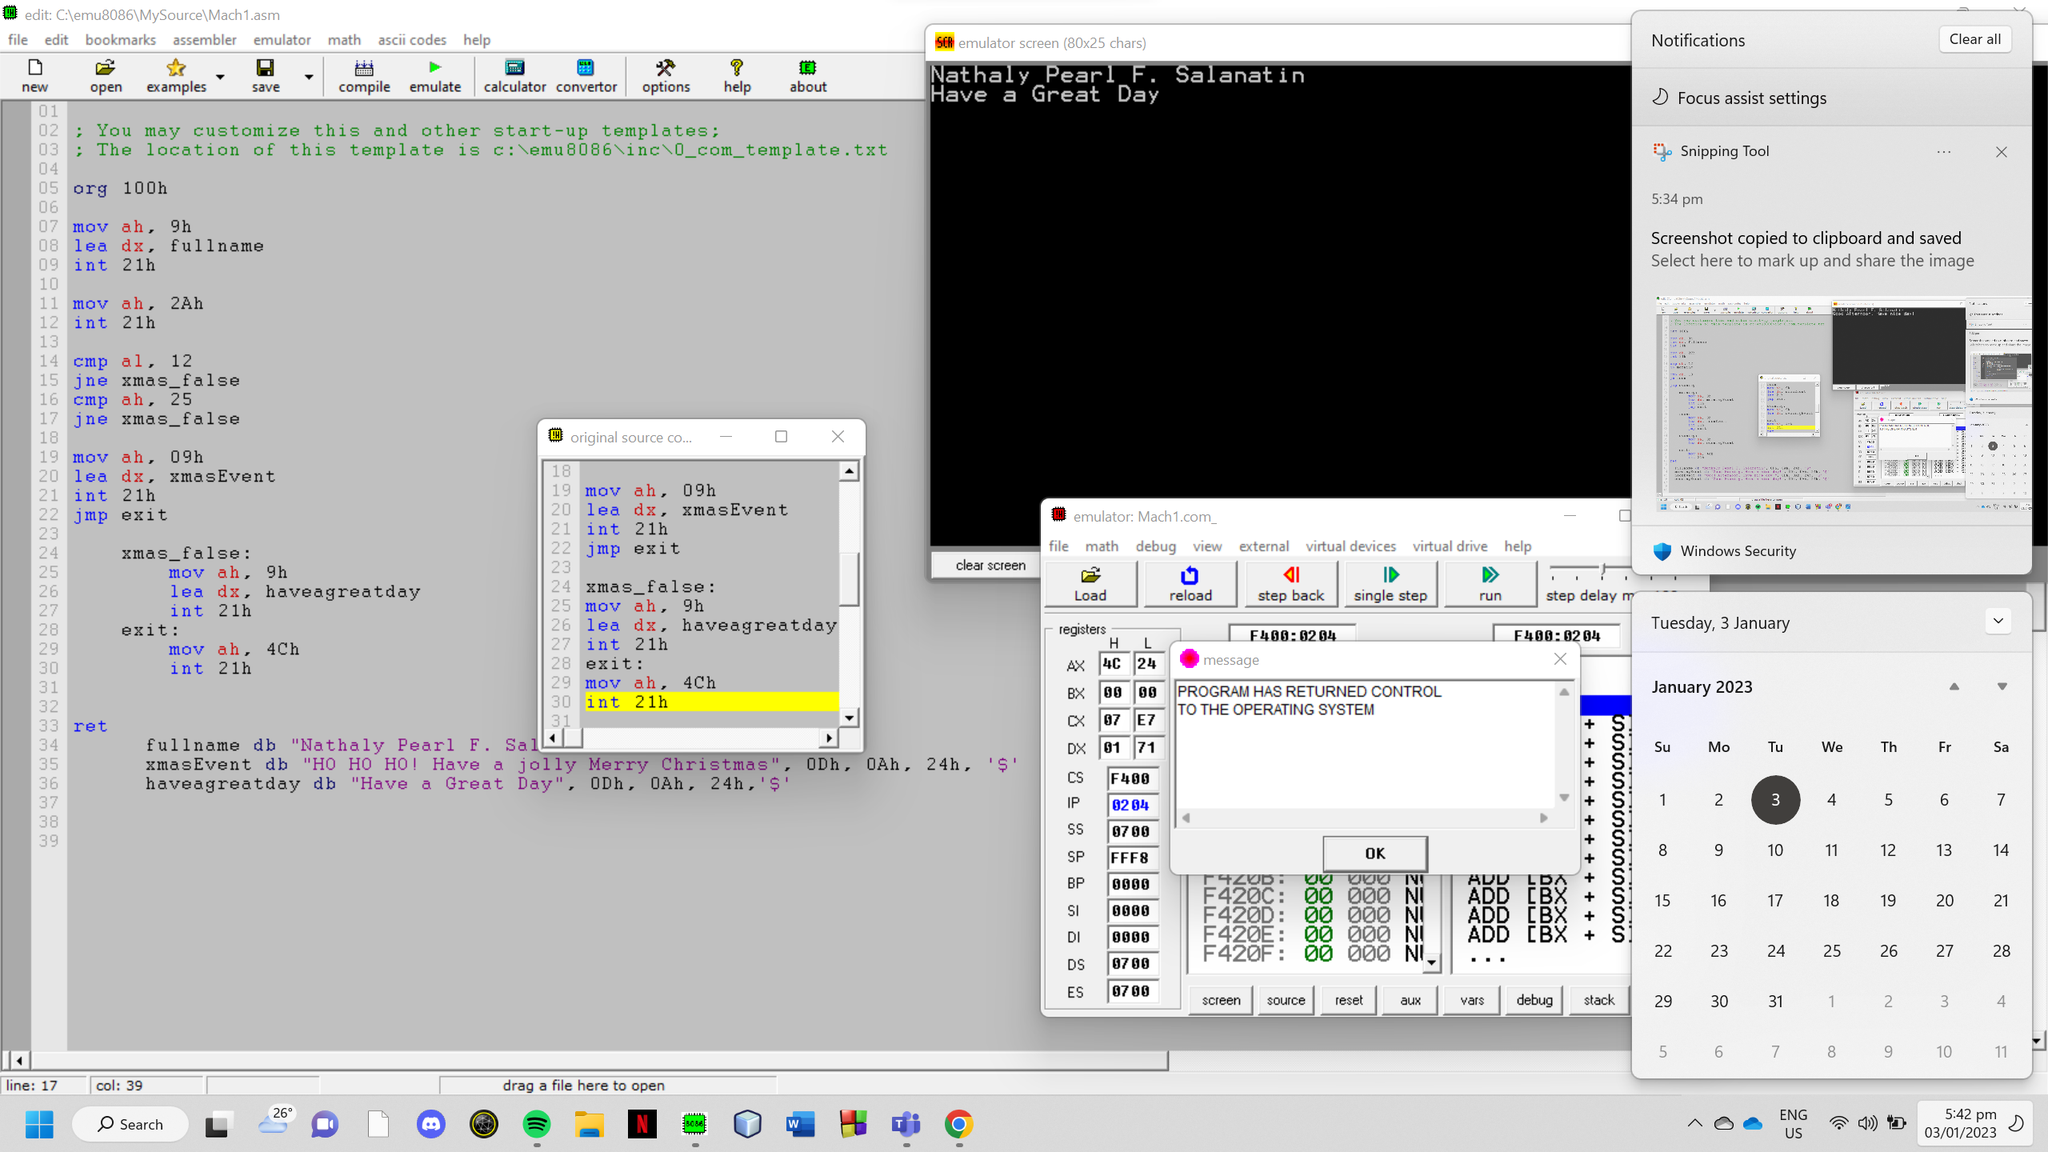 edit: C:\emu8086\MySource\Mach1.asm
file edit bookmarks assembler emulator math ascii codes help
new open examples save compile emulate calculator convertor options help about
01
02 ; You may customize this and other start-up templates;
03 ; The location of this template is c:\emu8086\inc\0_com_template.txt
04
05 org 100h
06
07 mov ah, 9h
08 lea dx, fullname
09 int 21h
10
11 mov ah, 2Ah
12 int 21h
13
14 cmp al, 12
15 jne xmas_false
16 cmp ah, 25
17 jne xmas_false
18
19 mov ah, 09h
20 lea dx, xmasEvent
21 int 21h
22 jmp exit
23
24 xmas_false:
25 mov ah, 9h
26 lea dx, haveagreatday
27 int 21h
28 exit:
29 mov ah, 4Ch
30 int 21h
31
32
33 ret
34 fullname db "Nathaly Pearl F. Sal
35 xmasEvent db "HO HO HO! Have a jolly Merry Christmas", 0Dh, 0Ah, 24h, '$'
36 haveagreatday db "Have a Great Day", 0Dh, 0Ah, 24h,'$'
37
38
39
line: 17 col: 39 drag a file here to open
original source co...
18
19 mov ah, 09h
20 lea dx, xmasEvent
21 int 21h
22 jmp exit
23
24 xmas_false:
25 mov ah, 9h
26 lea dx, haveagreatday
27 int 21h
28 exit:
29 mov ah, 4Ch
30 int 21h
31
emulator screen (80x25 chars)
Nathaly Pearl F. Salanatin
Have a Great Day
clear screen
emulator: Mach1.com_
file math debug view external virtual devices virtual drive help
Load reload step back single step run step delay m
registers F400:0204 F400:0204
H L
AX 4C 24
BX 00 00
CX 07 E7
DX 01 71
CS F400
IP 0204
SS 0700
SP FFF8
BP 0000
SI 0000
DI 0000
DS 0700
ES 0700
message
PROGRAM HAS RETURNED CONTROL
TO THE OPERATING SYSTEM
OK
F420B: 00 000 ADD [BX +
F420C: 00 000 ADD [BX +
F420D: 00 000 ADD [BX +
F420E: 00 000 ADD [BX +
F420F: 00 000 ...
screen source reset aux vars debug stack
Notifications Clear all
Focus assist settings
Snipping Tool
5:34 pm
Screenshot copied to clipboard and saved
Select here to mark up and share the image
Windows Security
Tuesday, 3 January
January 2023
Su Mo Tu We Th Fr Sa
1 2 3 4 5 6 7
8 9 10 11 12 13 14
15 16 17 18 19 20 21
22 23 24 25 26 27 28
29 30 31 1 2 3 4
5 6 7 8 9 10 11
26° Search ENG US 5:42 pm
03/01/2023